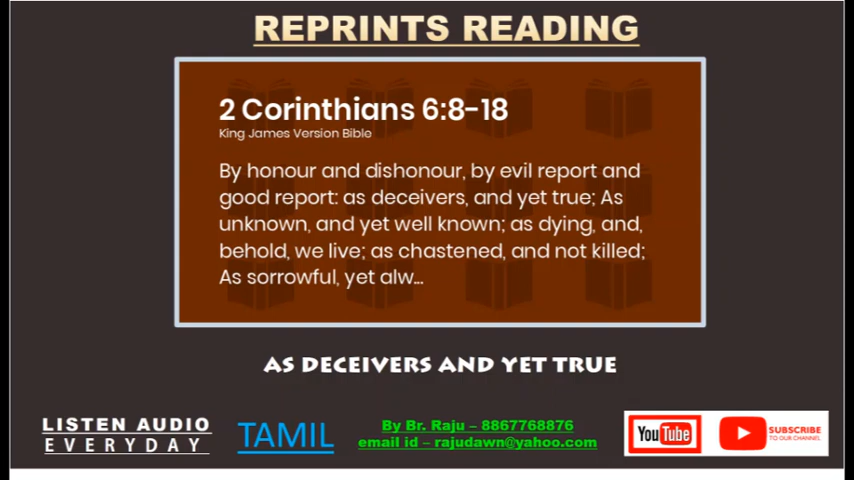 REPRINTS READING
2 Corinthians 6:8-18
King James Version Bible
By honour and dishonour, by evil report and
good report: as deceivers, and yet true; As
unknown, and yet well known; as dying, and,
behold, we live; as chastened, and not killed;
As sorrowful, yet alw...
AS DECEIVERS AND YET TRUE
LISTEN AUDIO
EVERYDAY
TAMIL
By Br. Raju – 8867768876
email id – rajudawn@yahoo.com
YouTube
SUBSCRIBE
TO OUR CHANNEL